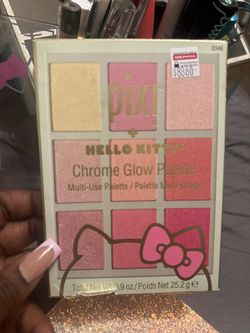 0346
pixi
+
HELLO KITTY
Chrome Glow Palette
Multi-Use Palette / Palette Multi-Usage
Total Net Wt 0.9 oz / Poids Net 25.2 g